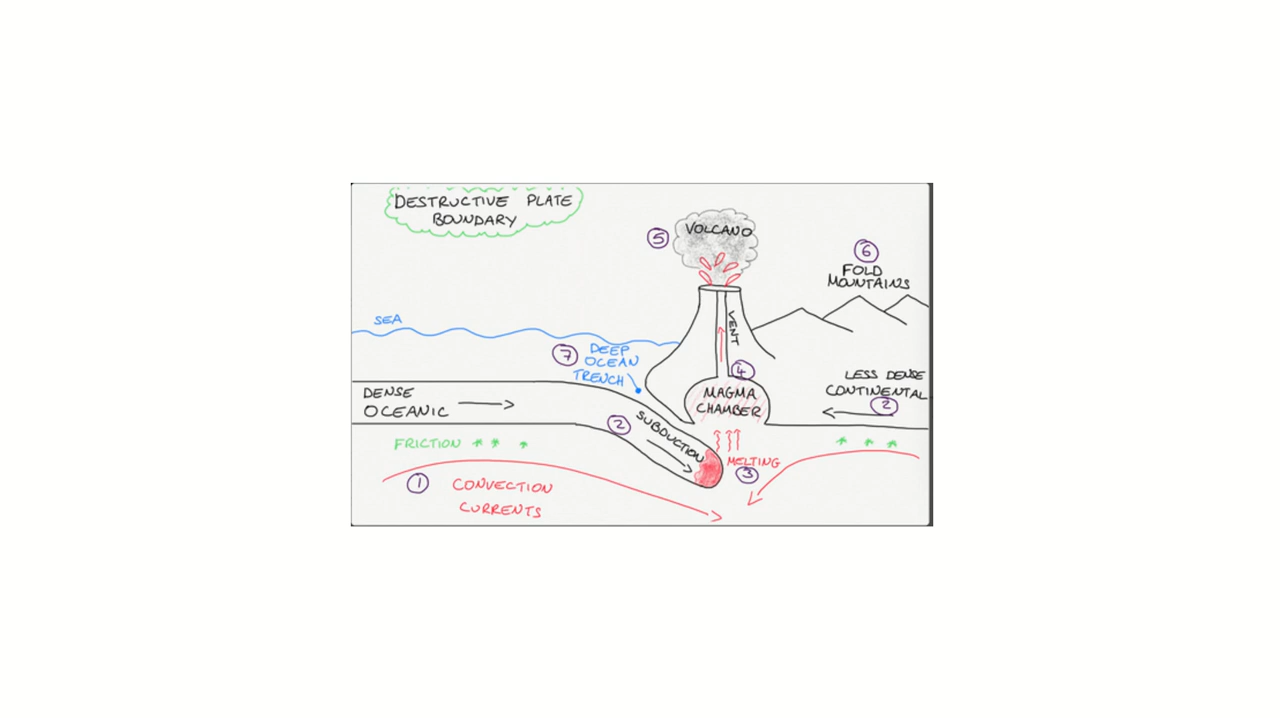 DESTRUCTIVE PLATE
BOUNDARY
VOLCANO
5
6
FOLD
MOUNTAINS
SEA
VENT
7
DEEP
OCEAN
TRENCH
4
LESS DENSE
CONTINENTAL
2
DENSE
OCEANIC
MAGMA
CHAMBER
2
SUBDUCTION
FRICTION
MELTING
3
1
CONVECTION
CURRENTS